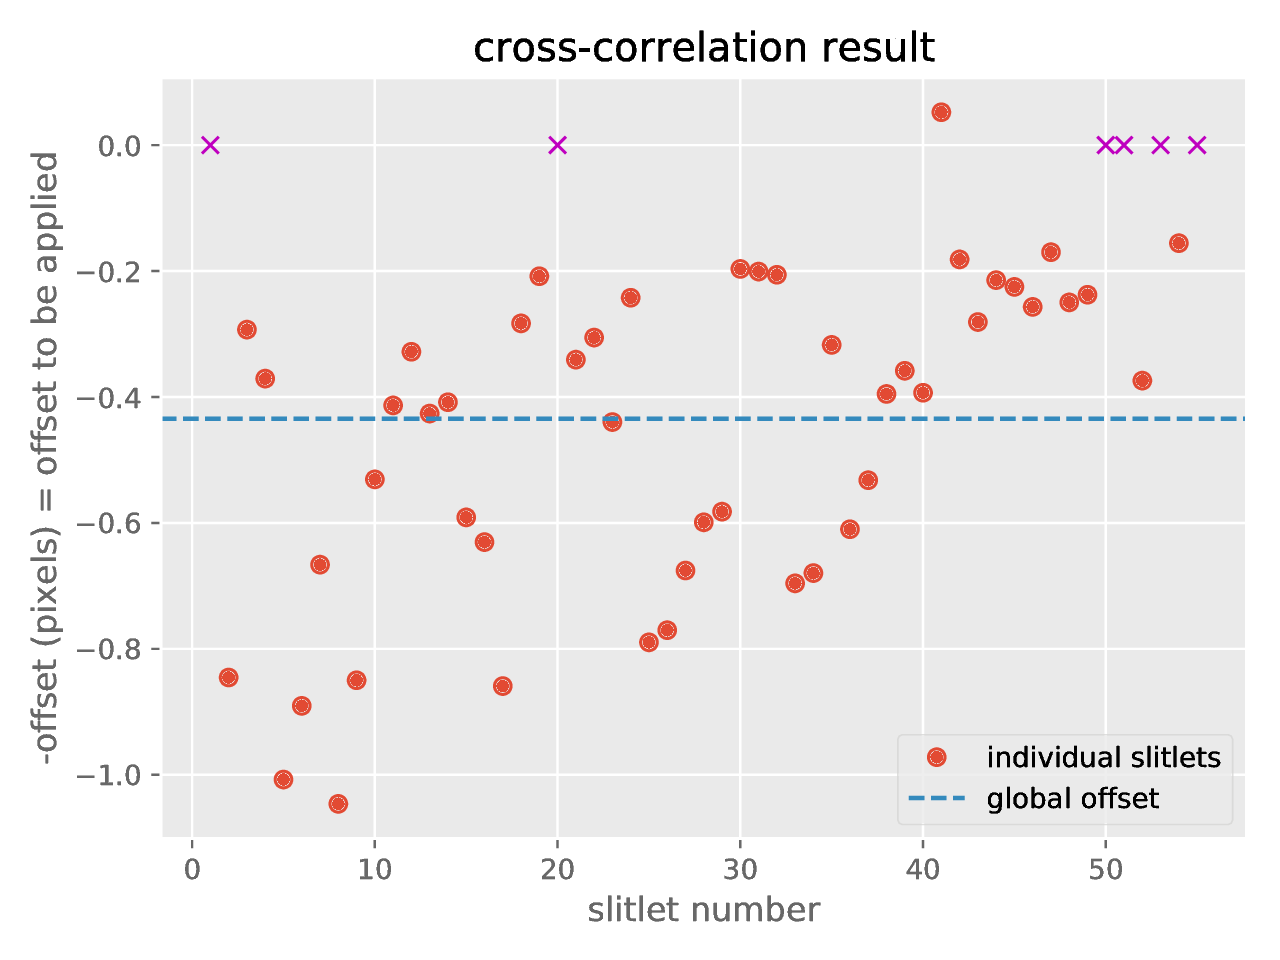 cross-correlation result
0.0
−0.2
−0.4
−0.6
−0.8
−1.0
-offset (pixels) = offset to be applied
individual slitlets
global offset
0 10 20 30 40 50
slitlet number